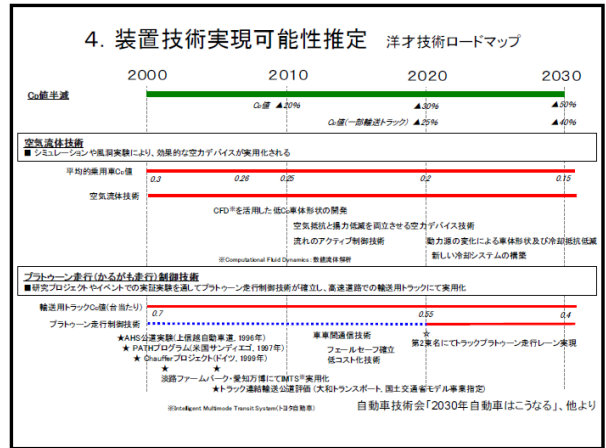 4. 装置技術実現可能性推定 洋才技術ロードマップ
2000 2010 2020 2030
CD値半減
CD値 ▲20% ▲30% ▲50%
CD値(一部輸送トラック)▲25% ▲40%
空気流体技術
■ シミュレーションや風洞実験により、効果的な空力デバイスが実用化される
平均的乗用車CD値
0.3 0.26 0.25 0.2 0.15
空気流体技術
CFD※を活用した低CD車体形状の開発
空気抵抗と揚力低減を両立させる空力デバイス技術
流れのアクティブ制御技術 動力源の変化による車体形状及び冷却抵抗低減
※Computational Fluid Dynamics:数値流体解析 新しい冷却システムの構築
プラトゥーン走行(かるがも走行)制御技術
■研究プロジェクトやイベントでの実証実験を通してプラトゥーン走行制御技術が確立し、高速道路での輸送用トラックにて実用化
輸送用トラックCD値(台当たり)
0.7 0.55 0.4
プラトゥーン走行制御技術
★AHS公道実験(上信越自動車道, 1996年) 車車間通信技術 ☆
★ PATHプログラム(米国サンディエゴ, 1997年) フェールセーフ確立 第2東名にてトラックプラトゥーン走行レーン実現
★ Chaufferプロジェクト(ドイツ, 1999年) 低コスト化技術
★ ★
淡路ファームパーク・愛知万博にてIMTS※実用化
★トラック連結輸送公道評価 (大和トランスポート, 国土交通省モデル事業指定)
※Intelligent Multimode Transit System(トヨタ自動車) 自動車技術会「2030年自動車はこうなる」、他より